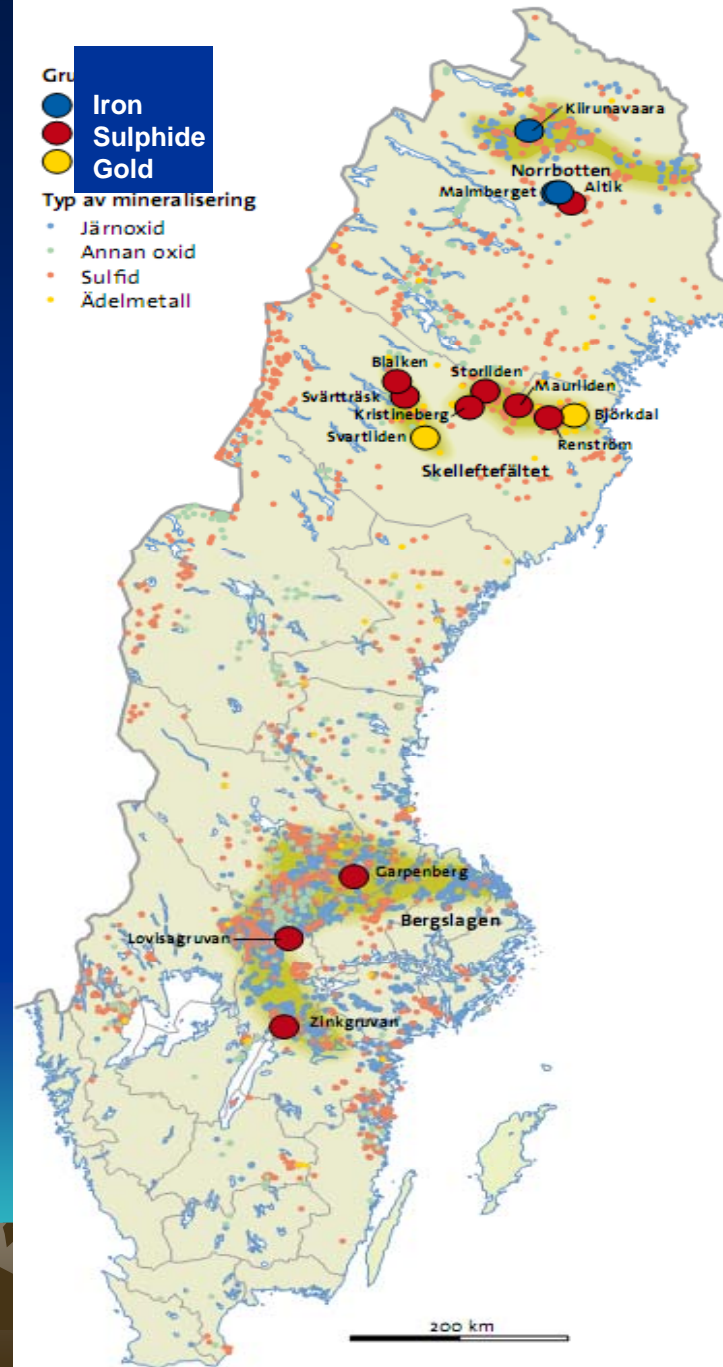 Gru
Iron
Sulphide
Gold
Typ av mineralisering
Järnoxid
Annan oxid
Sulfid
Ädelmetall
Kiirunavaara
Norrbotten
Malmberget
Aitik
Blaiken
Storliden
Maurliden
Svärtträsk
Kristineberg
Björkdal
Svartliden
Renström
Skelleftefältet
Garpenberg
Bergslagen
Lovisagruvan
Zinkgruvan
200 km